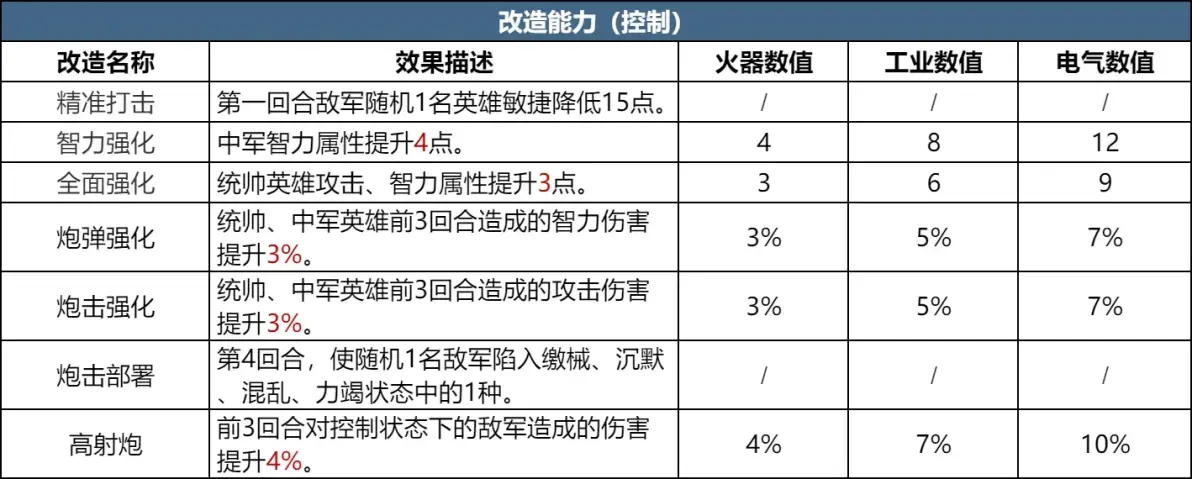 改造能力（控制）
改造名称 效果描述 火器数值 工业数值 电气数值
精准打击 第一回合敌军随机1名英雄敏捷降低15点。 / / /
智力强化 中军智力属性提升4点。 4 8 12
全面强化 统帅英雄攻击、智力属性提升3点。 3 6 9
炮弹强化 统帅、中军英雄前3回合造成的智力伤害
提升3%。 3% 5% 7%
炮击强化 统帅、中军英雄前3回合造成的攻击伤害
提升3%。 3% 5% 7%
炮击部署 第4回合，使随机1名敌军陷入缴械、沉默
、混乱、力竭状态中的1种。 / / /
高射炮 前3回合对控制状态下的敌军造成的伤害
提升4%。 4% 7% 10%